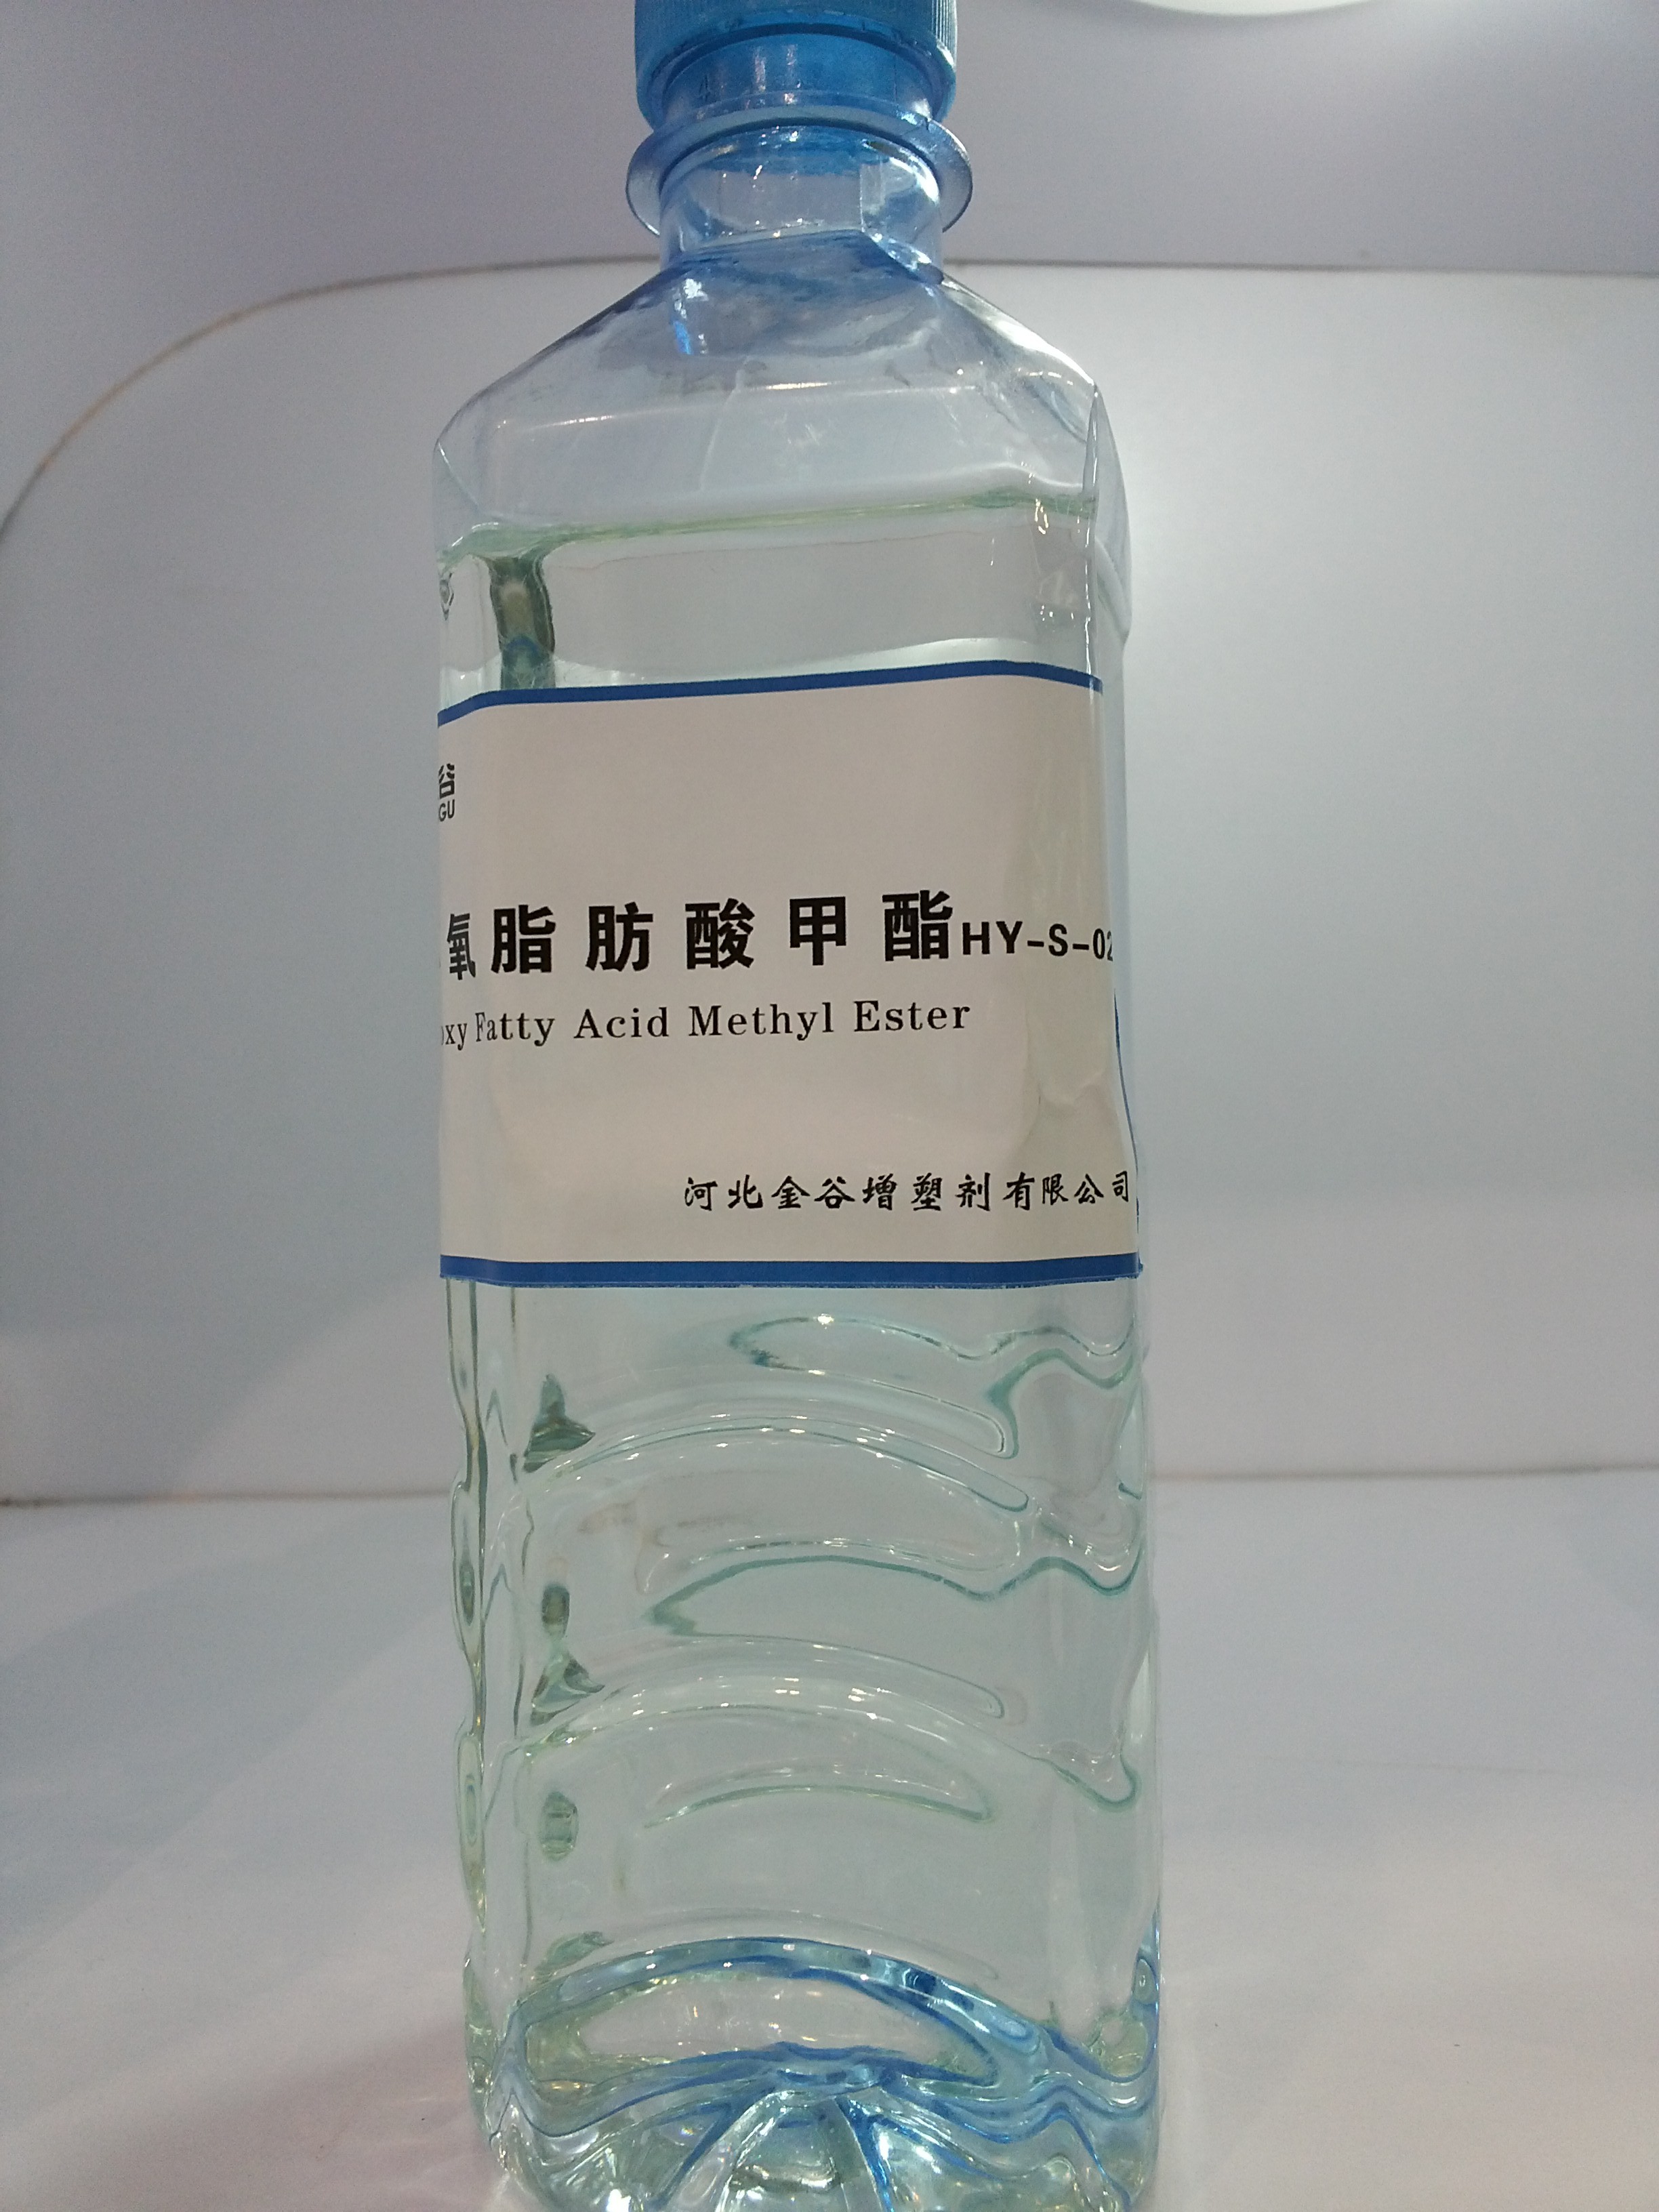 谷
GU
氧脂肪酸甲酯HY-S-02
oxy Fatty Acid Methyl Ester
河北金谷增塑剂有限公司